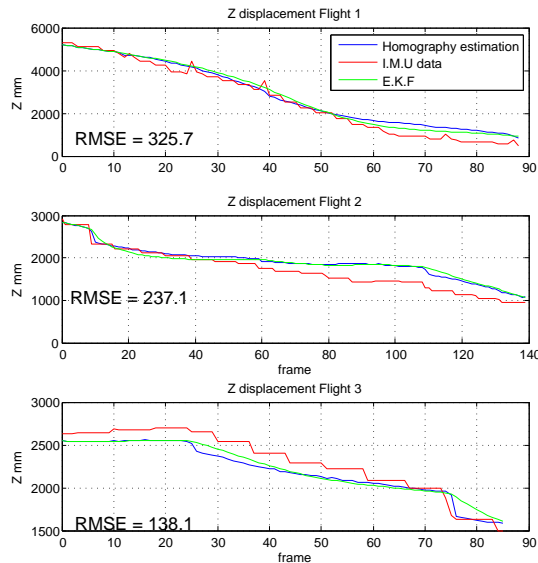 Z displacement Flight 1
6000
4000
2000
0
Z mm
Homography estimation
I.M.U data
E.K.F
RMSE = 325.7
0 10 20 30 40 50 60 70 80 90
Z displacement Flight 2
3000
2000
1000
0
Z mm
RMSE = 237.1
0 20 40 60 80 100 120 140
frame
Z displacement Flight 3
3000
2500
2000
1500
Z mm
RMSE = 138.1
0 10 20 30 40 50 60 70 80 90
frame